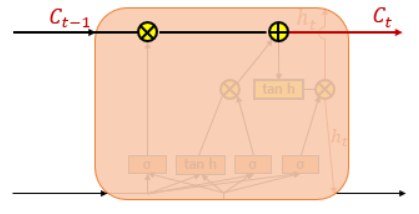 C_{t-1} C_t
h_t
tan h
h_t
σ tan h σ σ